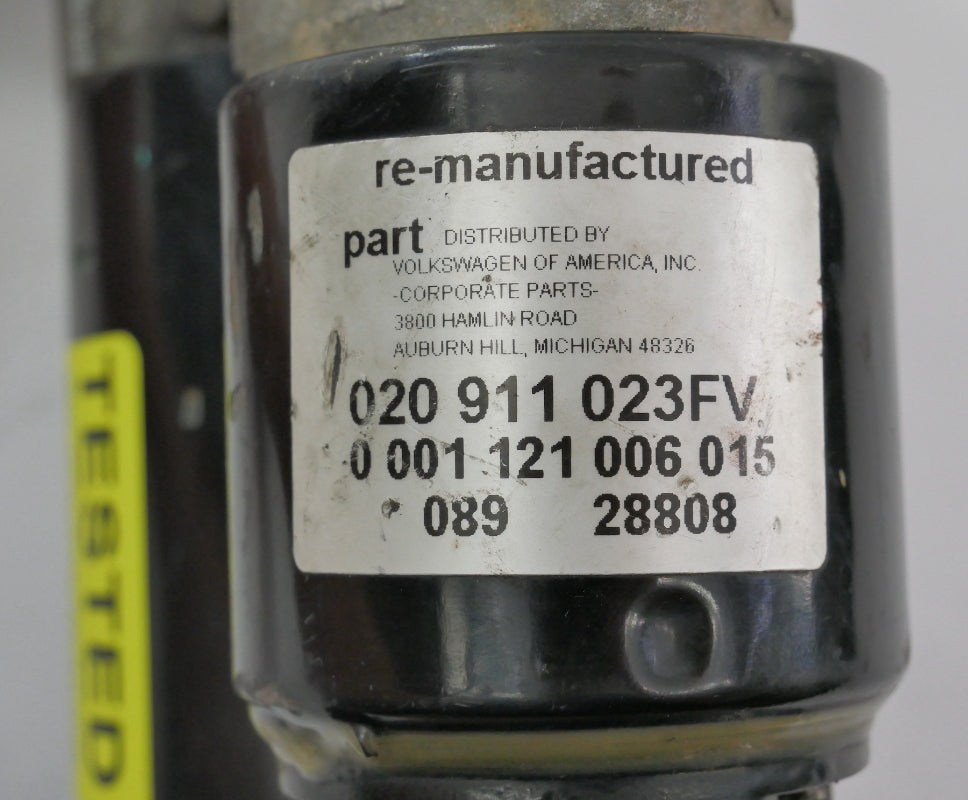 re-manufactured
part DISTRIBUTED BY
VOLKSWAGEN OF AMERICA, INC.
-CORPORATE PARTS-
3800 HAMLIN ROAD
AUBURN HILL, MICHIGAN 48326
020 911 023FV
0 001 121 006 015
089 28808
TESTED